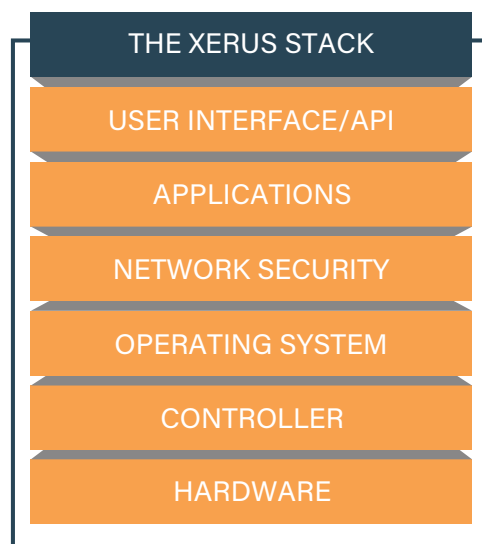 THE XERUS STACK
USER INTERFACE/API
APPLICATIONS
NETWORK SECURITY
OPERATING SYSTEM
CONTROLLER
HARDWARE